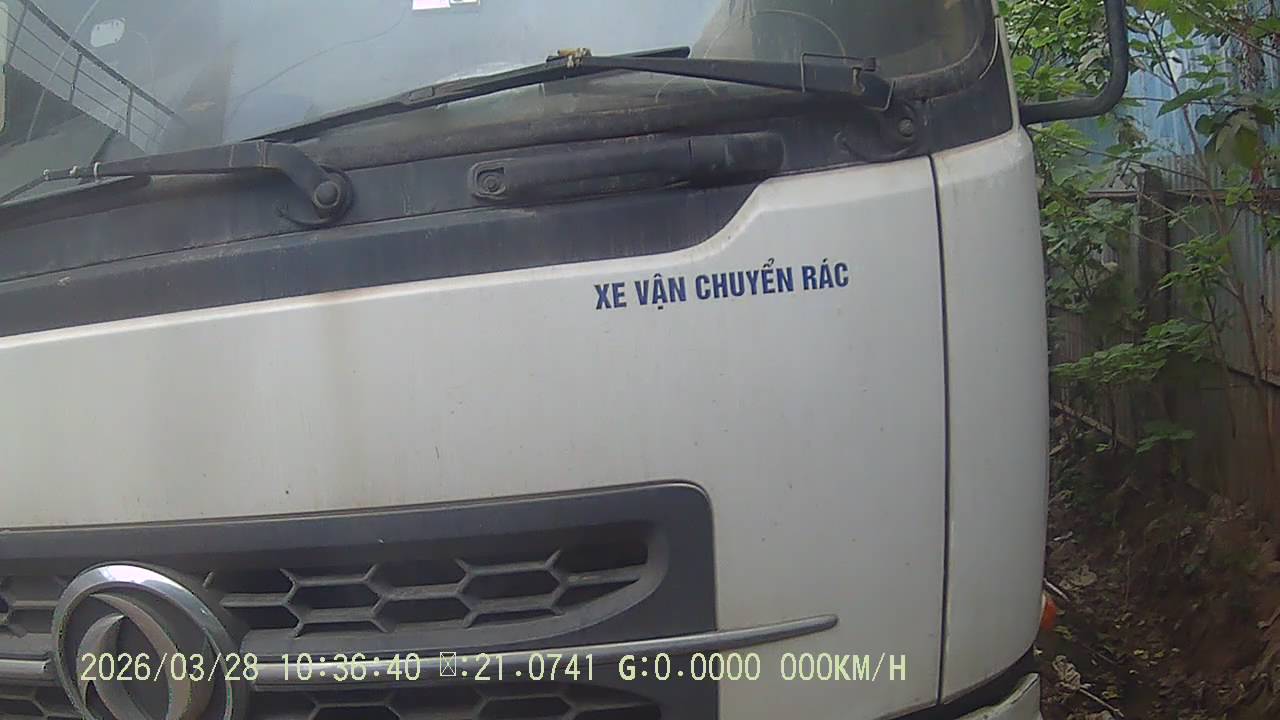 XE VẬN CHUYỂN RÁC
2026/03/28 10:36:40 :21.0741 G:0.0000 000KM/H